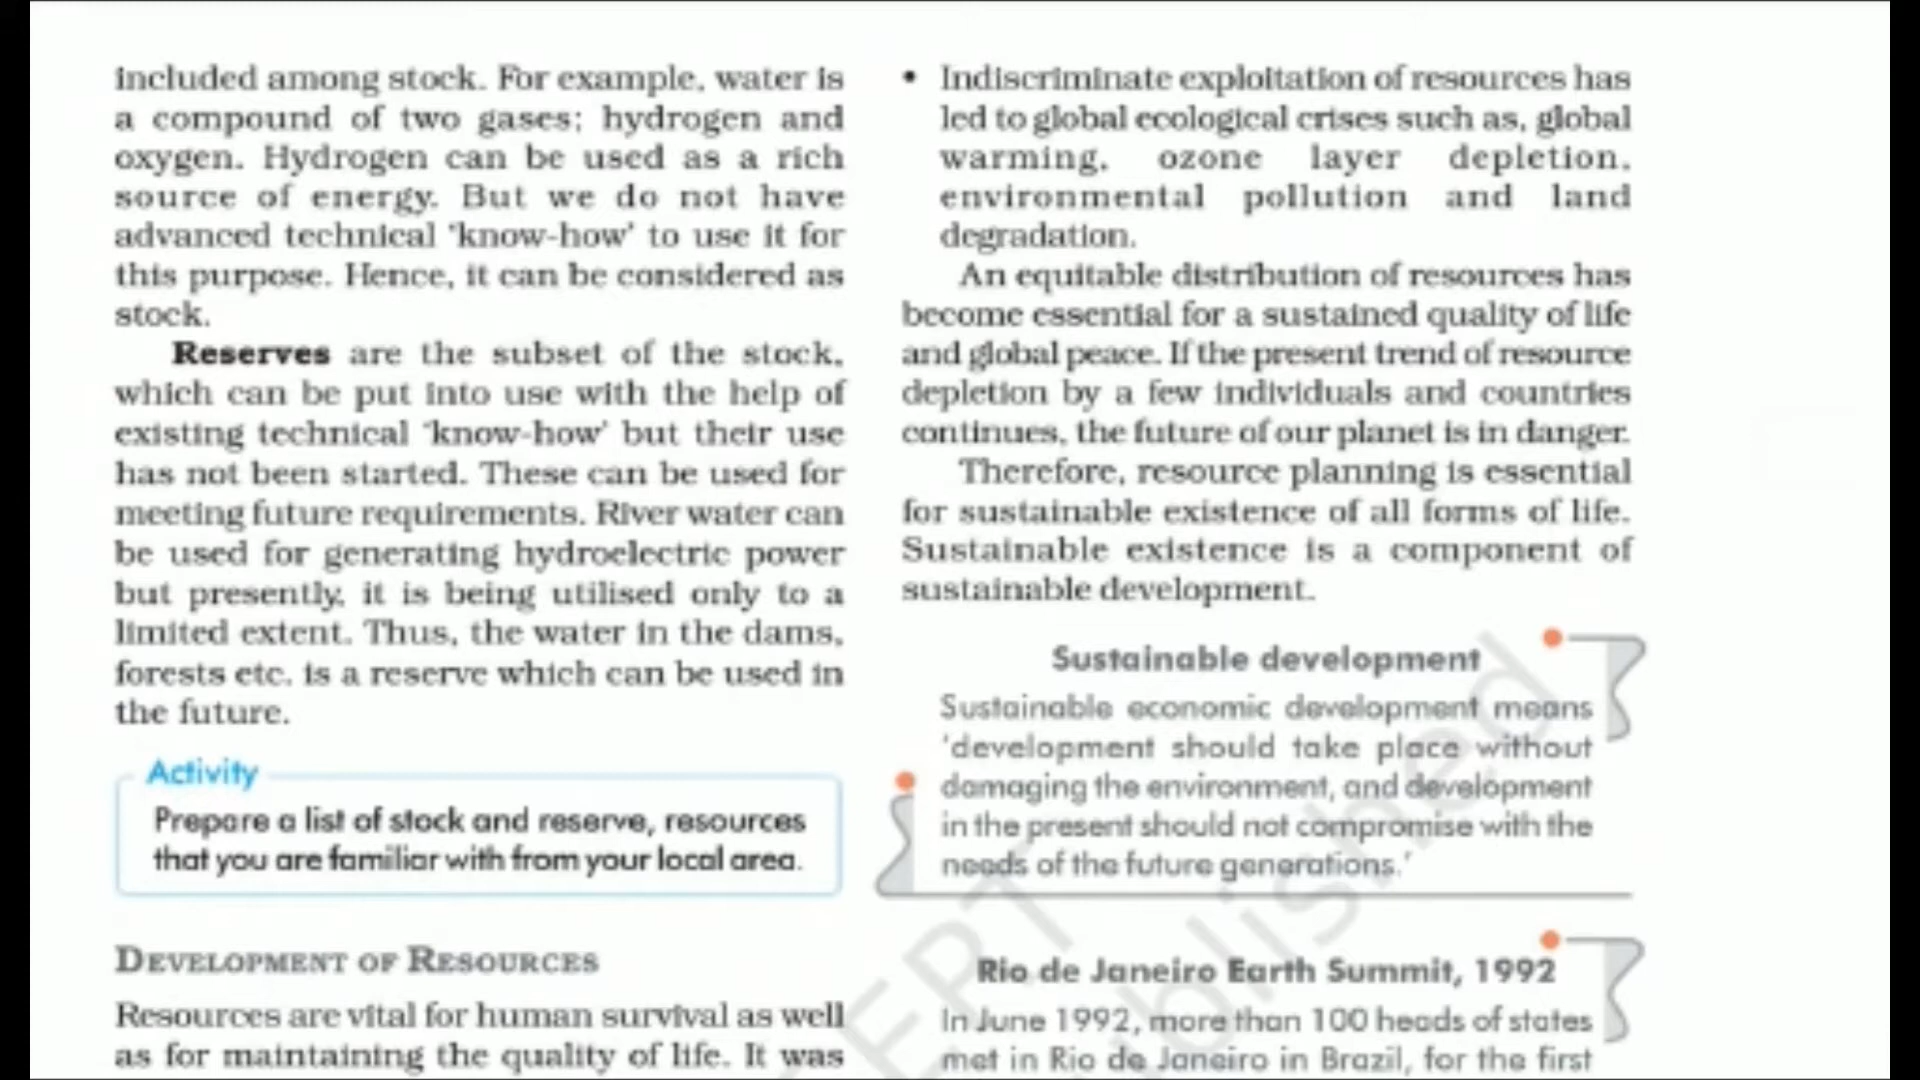 included among stock. For example, water is
a compound of two gases; hydrogen and
oxygen. Hydrogen can be used as a rich
source of energy. But we do not have
advanced technical ‘know-how’ to use it for
this purpose. Hence, it can be considered as
stock.
Reserves are the subset of the stock,
which can be put into use with the help of
existing technical ‘know-how’ but their use
has not been started. These can be used for
meeting future requirements. River water can
be used for generating hydroelectric power
but presently, it is being utilised only to a
limited extent. Thus, the water in the dams,
forests etc. is a reserve which can be used in
the future.
Activity
Prepare a list of stock and reserve, resources
that you are familiar with from your local area.
DEVELOPMENT OF RESOURCES
Resources are vital for human survival as well
as for maintaining the quality of life. It was
• Indiscriminate exploitation of resources has
led to global ecological crises such as, global
warming, ozone layer depletion,
environmental pollution and land
degradation.
An equitable distribution of resources has
become essential for a sustained quality of life
and global peace. If the present trend of resource
depletion by a few individuals and countries
continues, the future of our planet is in danger.
Therefore, resource planning is essential
for sustainable existence of all forms of life.
Sustainable existence is a component of
sustainable development.
Sustainable development
Sustainable economic development means
‘development should take place without
damaging the environment, and development
in the present should not compromise with the
needs of the future generations.’
Rio de Janeiro Earth Summit, 1992
In June 1992, more than 100 heads of states
met in Rio de Janeiro in Brazil, for the first